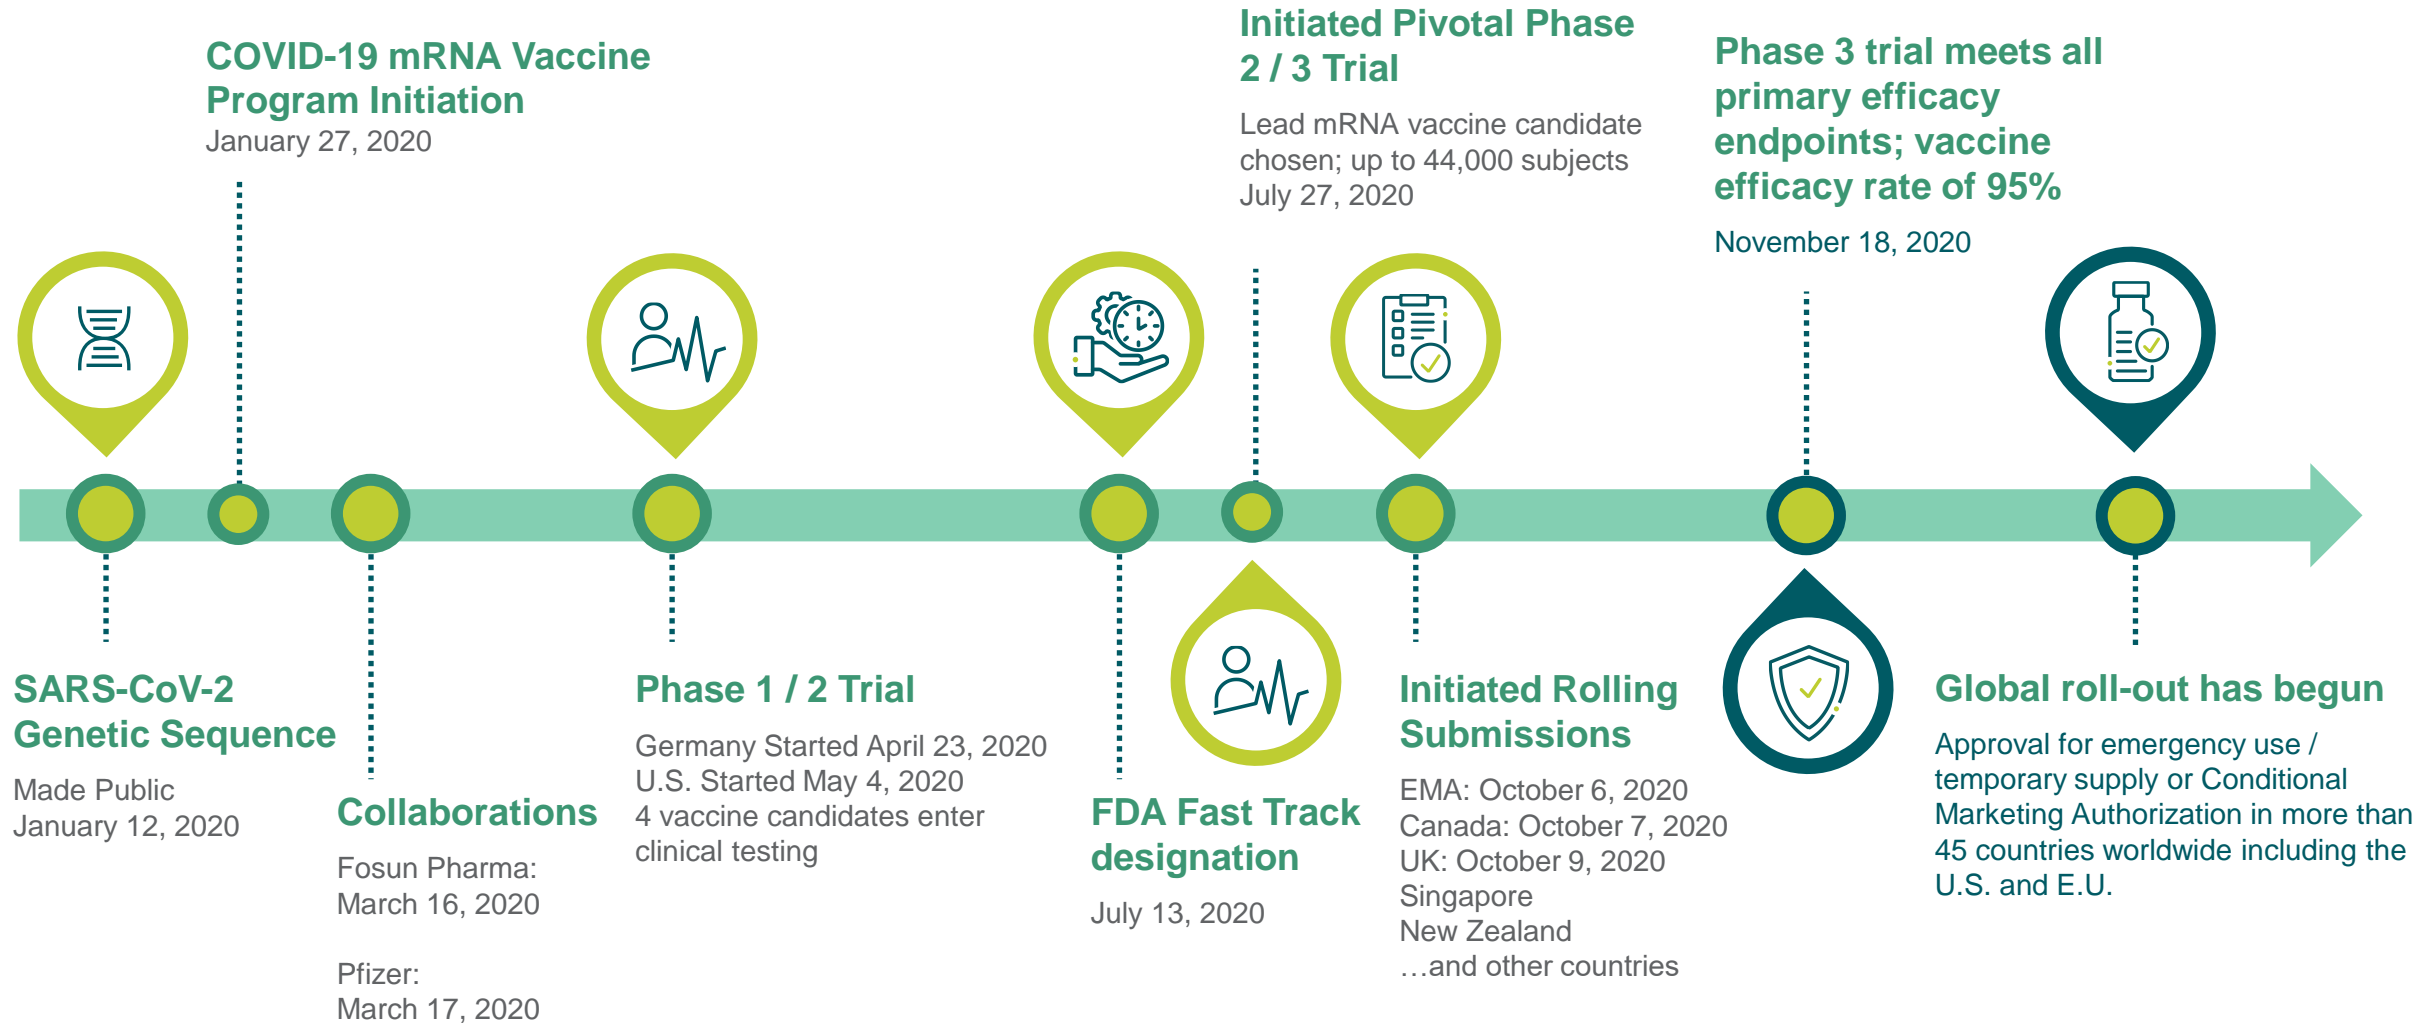 COVID-19 mRNA Vaccine
Program Initiation
January 27, 2020
Initiated Pivotal Phase
2 / 3 Trial
Lead mRNA vaccine candidate
chosen; up to 44,000 subjects
July 27, 2020
Phase 3 trial meets all
primary efficacy
endpoints; vaccine
efficacy rate of 95%
November 18, 2020
SARS-CoV-2
Genetic Sequence
Made Public
January 12, 2020
Collaborations
Fosun Pharma:
March 16, 2020
Pfizer:
March 17, 2020
Phase 1 / 2 Trial
Germany Started April 23, 2020
U.S. Started May 4, 2020
4 vaccine candidates enter
clinical testing
FDA Fast Track
designation
July 13, 2020
Initiated Rolling
Submissions
EMA: October 6, 2020
Canada: October 7, 2020
UK: October 9, 2020
Singapore
New Zealand
…and other countries
Global roll-out has begun
Approval for emergency use /
temporary supply or Conditional
Marketing Authorization in more than
45 countries worldwide including the
U.S. and E.U.